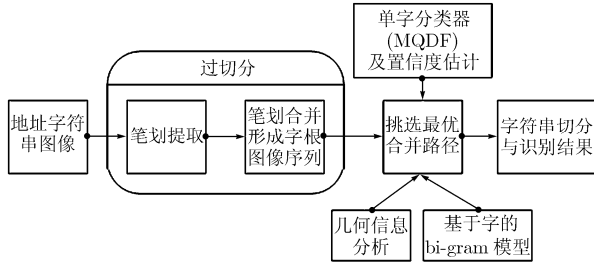 单字分类器
(MQDF)
及置信度估计
过切分
地址字符
串图像
笔划提取
笔划合并
形成字根
图像序列
挑选最优
合并路径
字符串切分
与识别结果
几何信息
分析
基于字的
bi-gram 模型